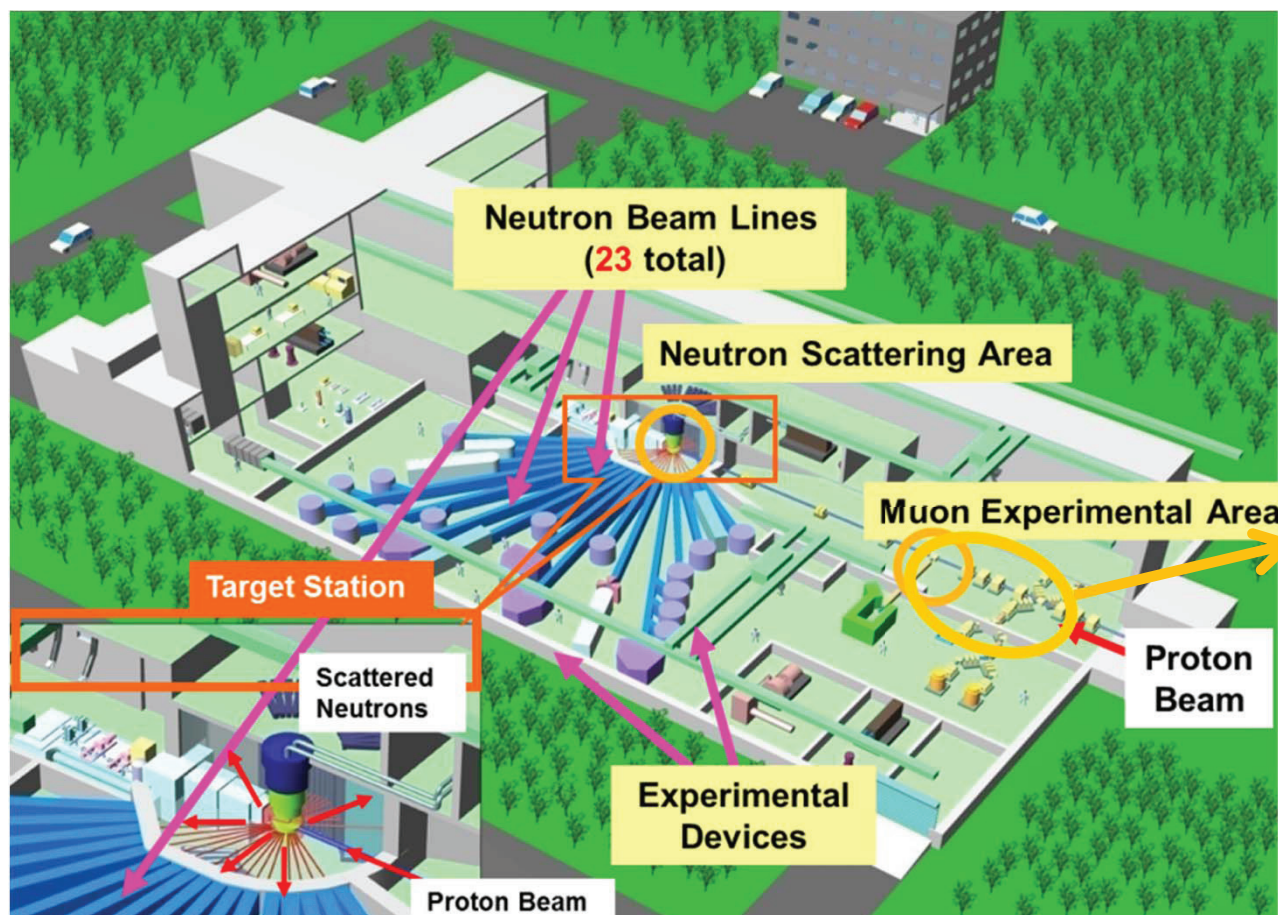 Neutron Beam Lines
(23 total)
Neutron Scattering Area
Muon Experimental Area
Target Station
Scattered
Neutrons
Proton
Beam
Experimental
Devices
Proton Beam